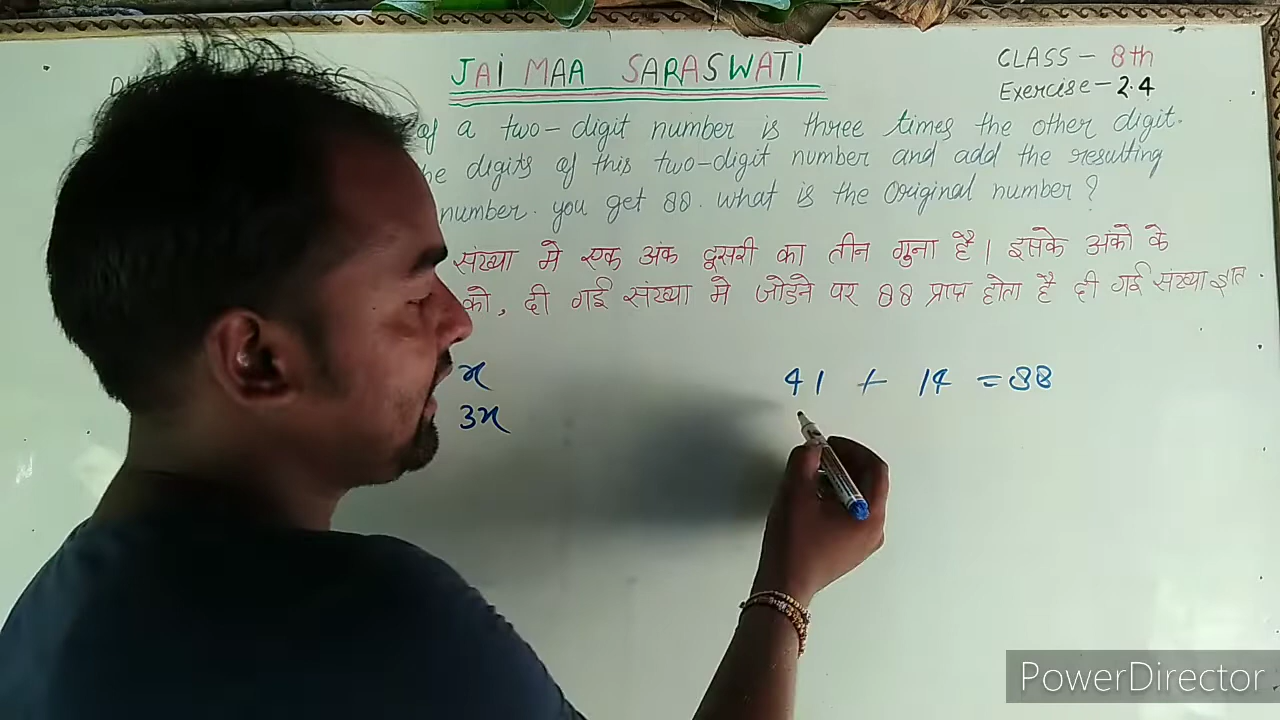 JAI MAA SARASWATI
CLASS - 8th
Exercise - 2.4
of a two-digit number is three times the other digit.
he digits of this two-digit number and add the resulting
number. you get 88. what is the Original number?
संख्या मे एक अंक दूसरी का तीन गुना है। इसके अंको के
को, दी गई संख्या मे जोडने पर 88 प्राप्त होता है दी गई संख्या ज्ञात
x
41 + 14 = 88
3x
PowerDirector